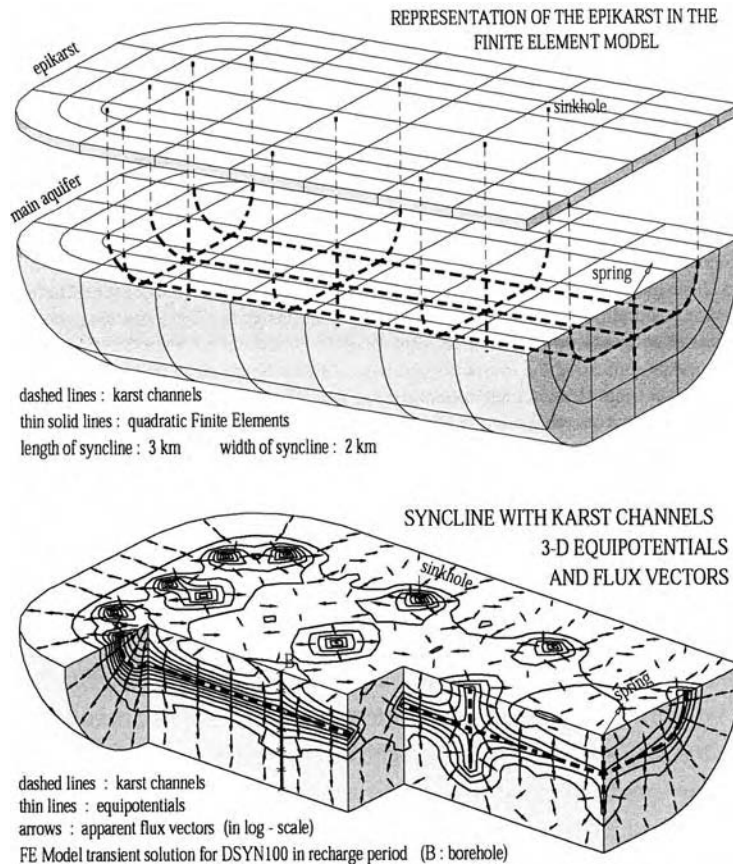 REPRESENTATION OF THE EPIKARST IN THE
FINITE ELEMENT MODEL
epikarst
sinkhole
main aquifer
spring
dashed lines : karst channels
thin solid lines : quadratic Finite Elements
length of syncline : 3 km width of syncline : 2 km
SYNCLINE WITH KARST CHANNELS
3-D EQUIPOTENTIALS
AND FLUX VECTORS
sinkhole
B
spring
dashed lines : karst channels
thin lines : equipotentials
arrows : apparent flux vectors (in log - scale)
FE Model transient solution for DSYN100 in recharge period (B : borehole)